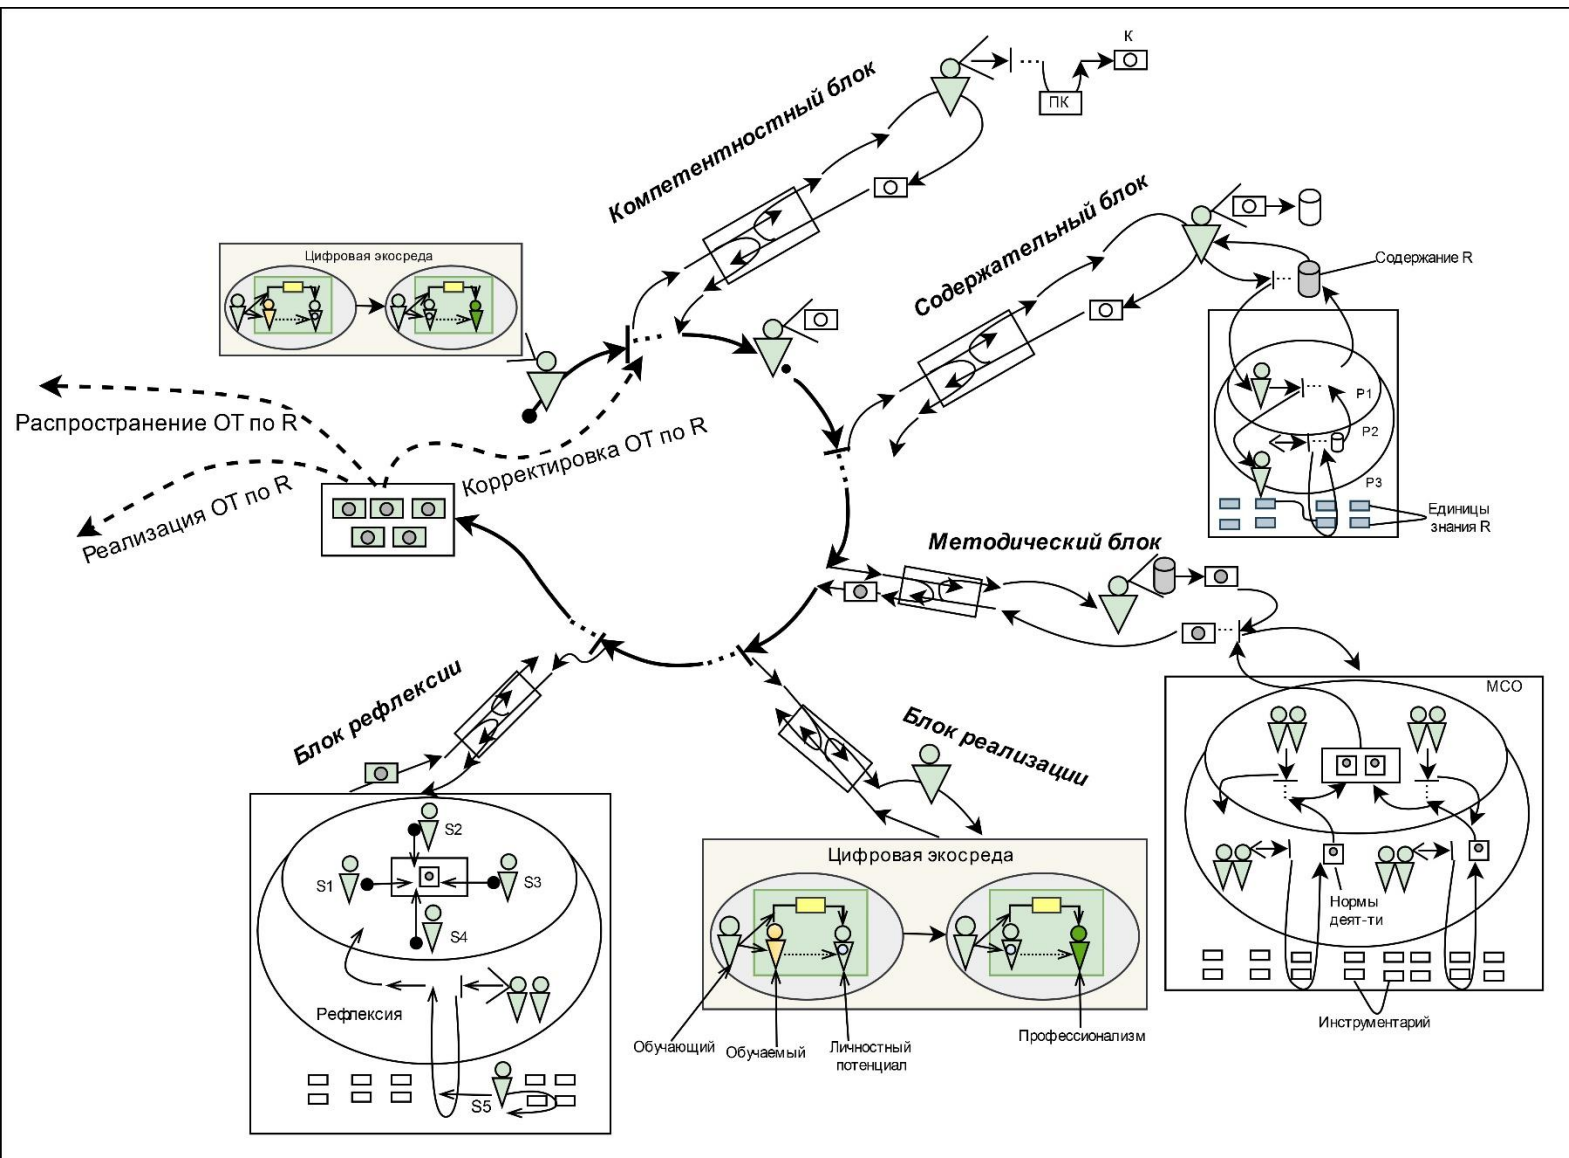 К
ПК
Компетентностный блок
Содержательный блок
Цифровая экосреда
Содержание R
Распространение ОТ по R
Корректировка ОТ по R
Реализация ОТ по R
P1
P2
P3
Единицы
знания R
Методический блок
МСО
Блок рефлексии
Блок реализации
S2
S1
S3
S4
Рефлексия
S5
Цифровая экосреда
Обучающий
Обучаемый
Личностный
потенциал
Профессионализм
Нормы
деят-ти
Инструментарий